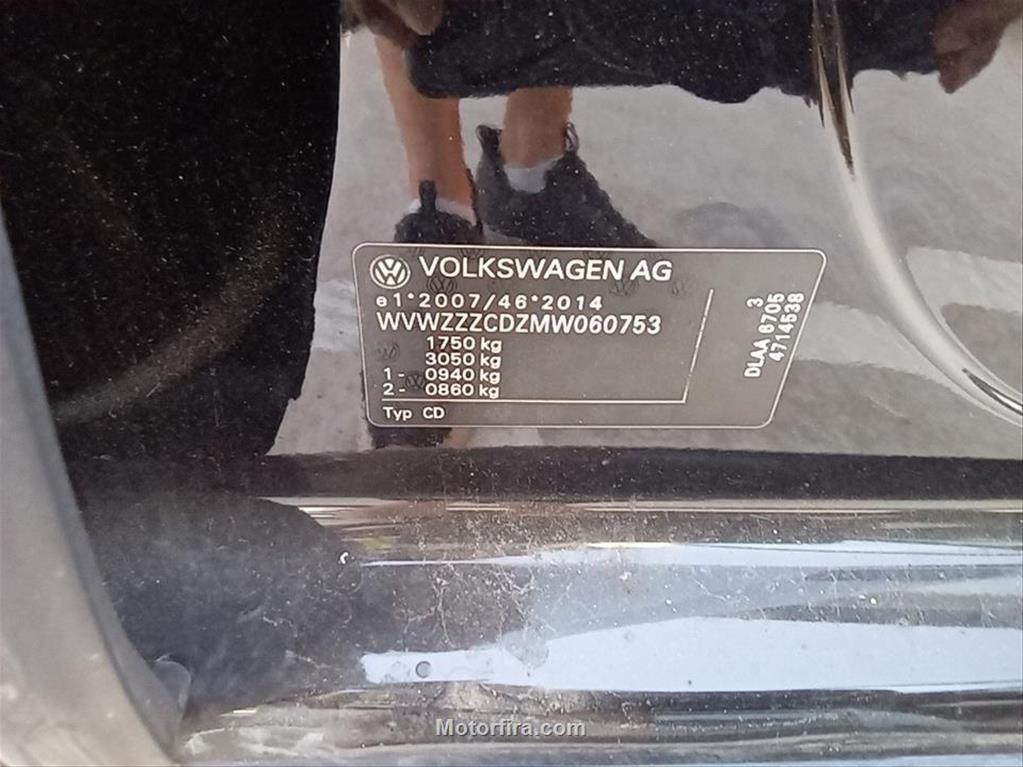 VOLKSWAGEN AG
e1*2007/46*2014
WVWZZZCDZMW060753
1750 kg
3050 kg
1- 0940 kg
2- 0860 kg
Typ CD
3
DLAA 6705
4714538
Motorfira.com